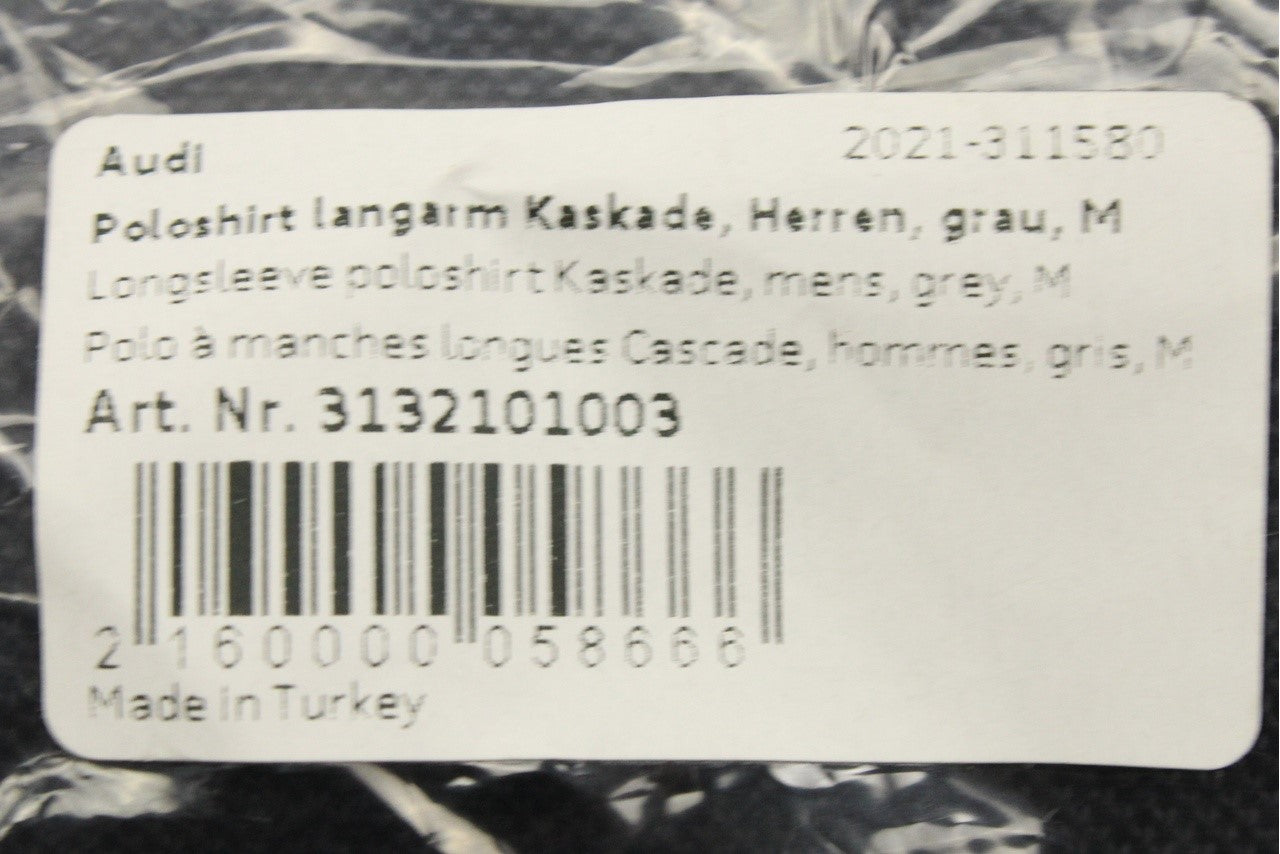 Audi 2021-311580
Poloshirt langarm Kaskade, Herren, grau, M
Longsleeve poloshirt Kaskade, mens, grey, M
Polo à manches longues Cascade, hommes, gris, M
Art. Nr. 3132101003
2 160000 058666
Made in Turkey